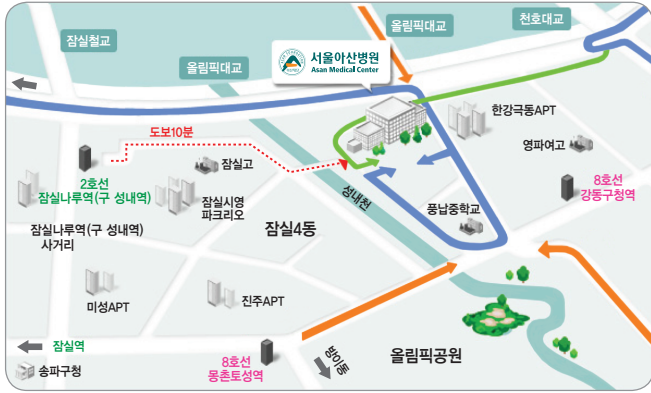 천호대교
올림픽대교
잠실철교
올림픽대교
서울아산병원
Asan Medical Center
한강극동APT
도보10분
영파여고
잠실고
2호선
잠실나루역(구 성내역)
8호선
강동구청역
잠실시영
파크리오
성내천
풍납중학교
잠실나루역(구 성내역)
사거리
잠실4동
미성APT
진주APT
잠실역
8호선
몽촌토성역
방이동
올림픽공원
송파구청